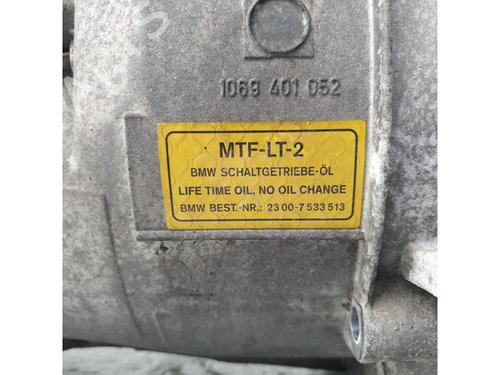 1069 401 052
MTF-LT-2
BMW SCHALTGETRIEBE-ÖL
LIFE TIME OIL, NO OIL CHANGE
BMW BEST.-NR.: 23 00-7 533 513